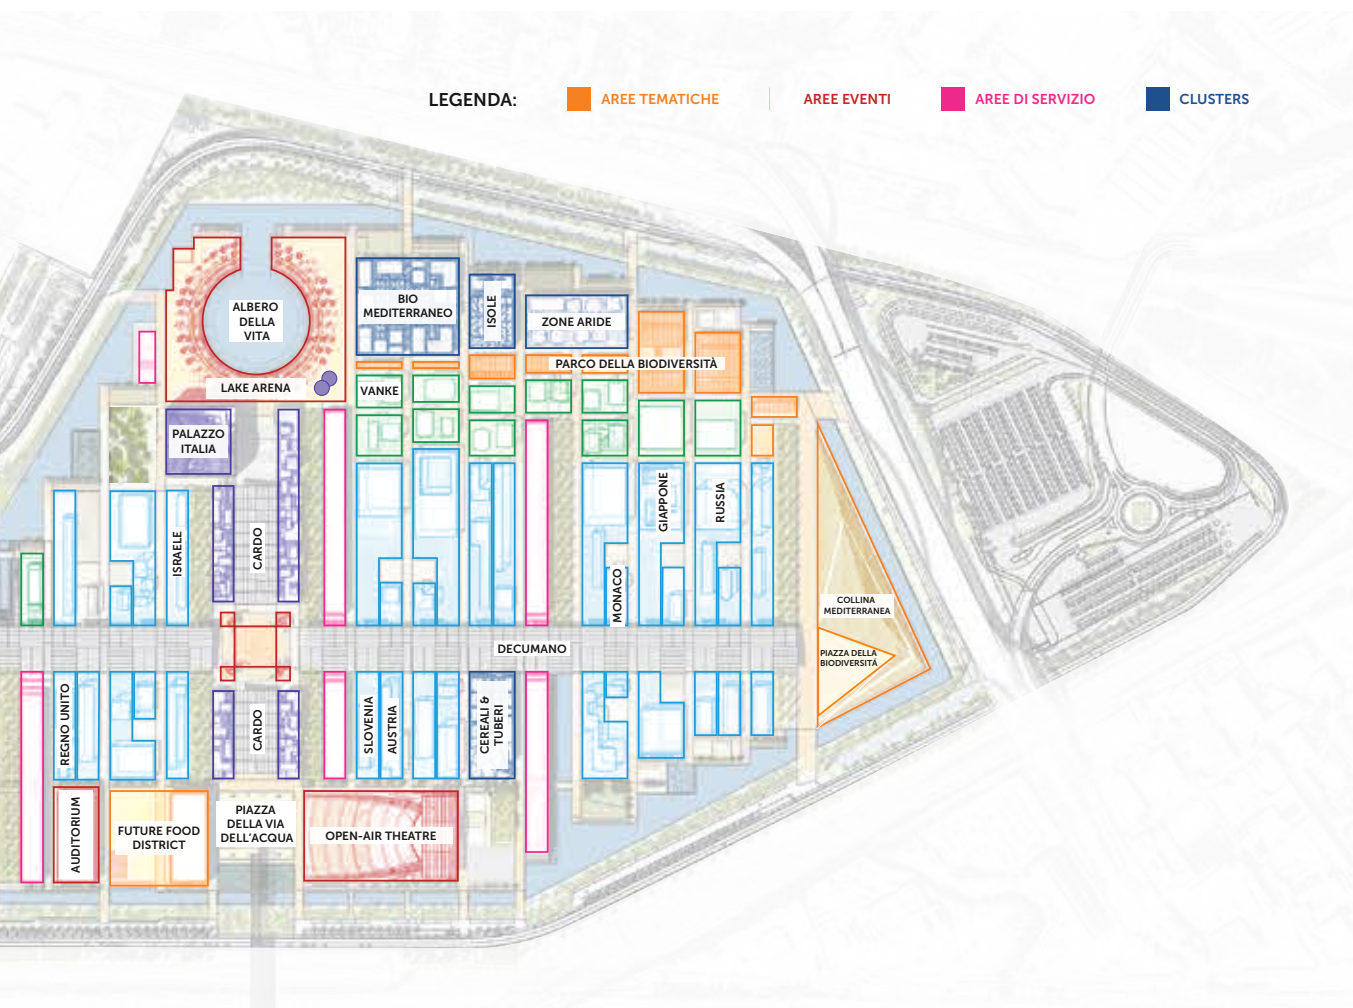 LEGENDA:
AREE TEMATICHE
AREE EVENTI
AREE DI SERVIZIO
CLUSTERS
ALBERO
DELLA
VITA
LAKE ARENA
BIO
MEDITERRANEO
ISOLE
ZONE ARIDE
PARCO DELLA BIODIVERSITÀ
VANKE
PALAZZO
ITALIA
ISRAELE
CARDO
GIAPPONE
RUSSIA
MONACO
COLLINA
MEDITERRANEA
PIAZZA DELLA
BIODIVERSITÁ
DECUMANO
REGNO UNITO
CARDO
SLOVENIA
AUSTRIA
CEREALI &
TUBERI
AUDITORIUM
FUTURE FOOD
DISTRICT
PIAZZA
DELLA VIA
DELL'ACQUA
OPEN-AIR THEATRE